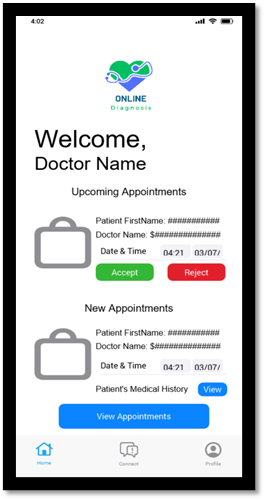 4:02
ONLINE
Diagnosis
Welcome,
Doctor Name
Upcoming Appointments
Patient FirstName: ###########
Doctor Name: $##############
Date & Time 04:21 03/07/
Accept Reject
New Appointments
Patient FirstName: ###########
Doctor Name: $##############
Date & Time 04:21 03/07/
Patient's Medical History View
View Appointments
Home Connect Profile